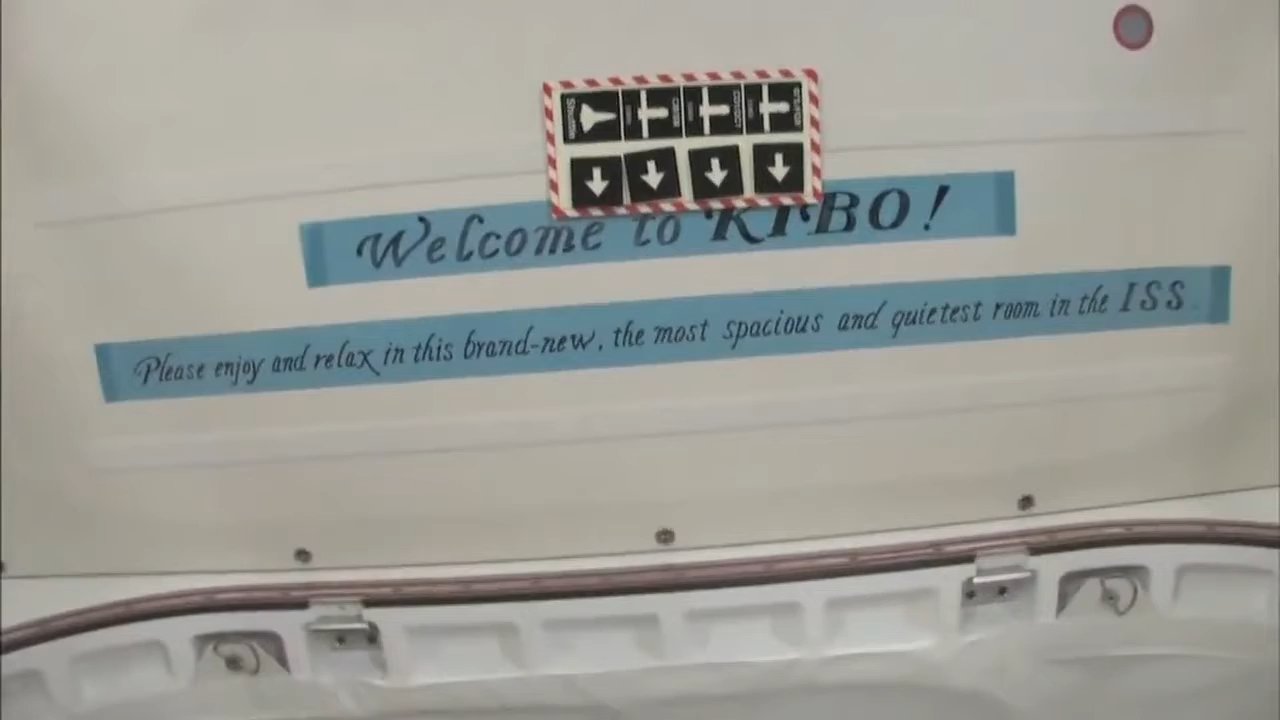 Shuttle
Welcome to KIBO!
Please enjoy and relax in this brand-new, the most spacious and quietest room in the ISS